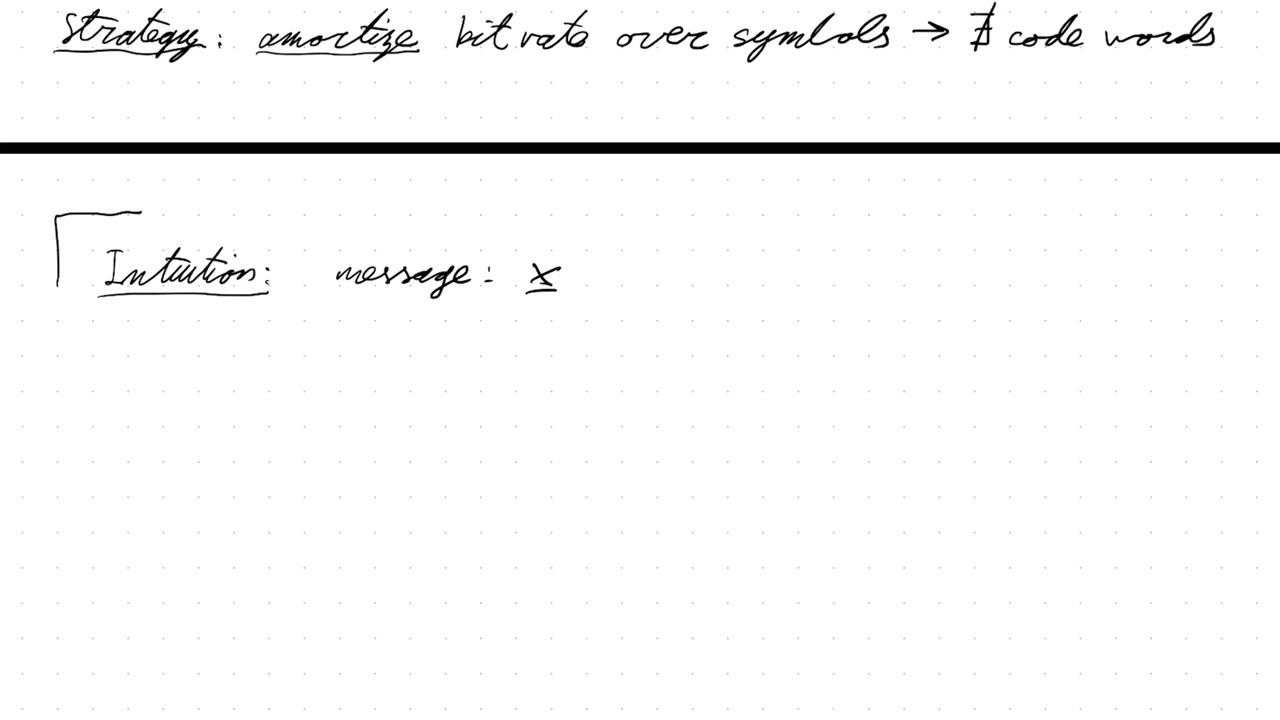 Strategy: amortize bit rate over symbols → ∄ code words
Intuition: message: x